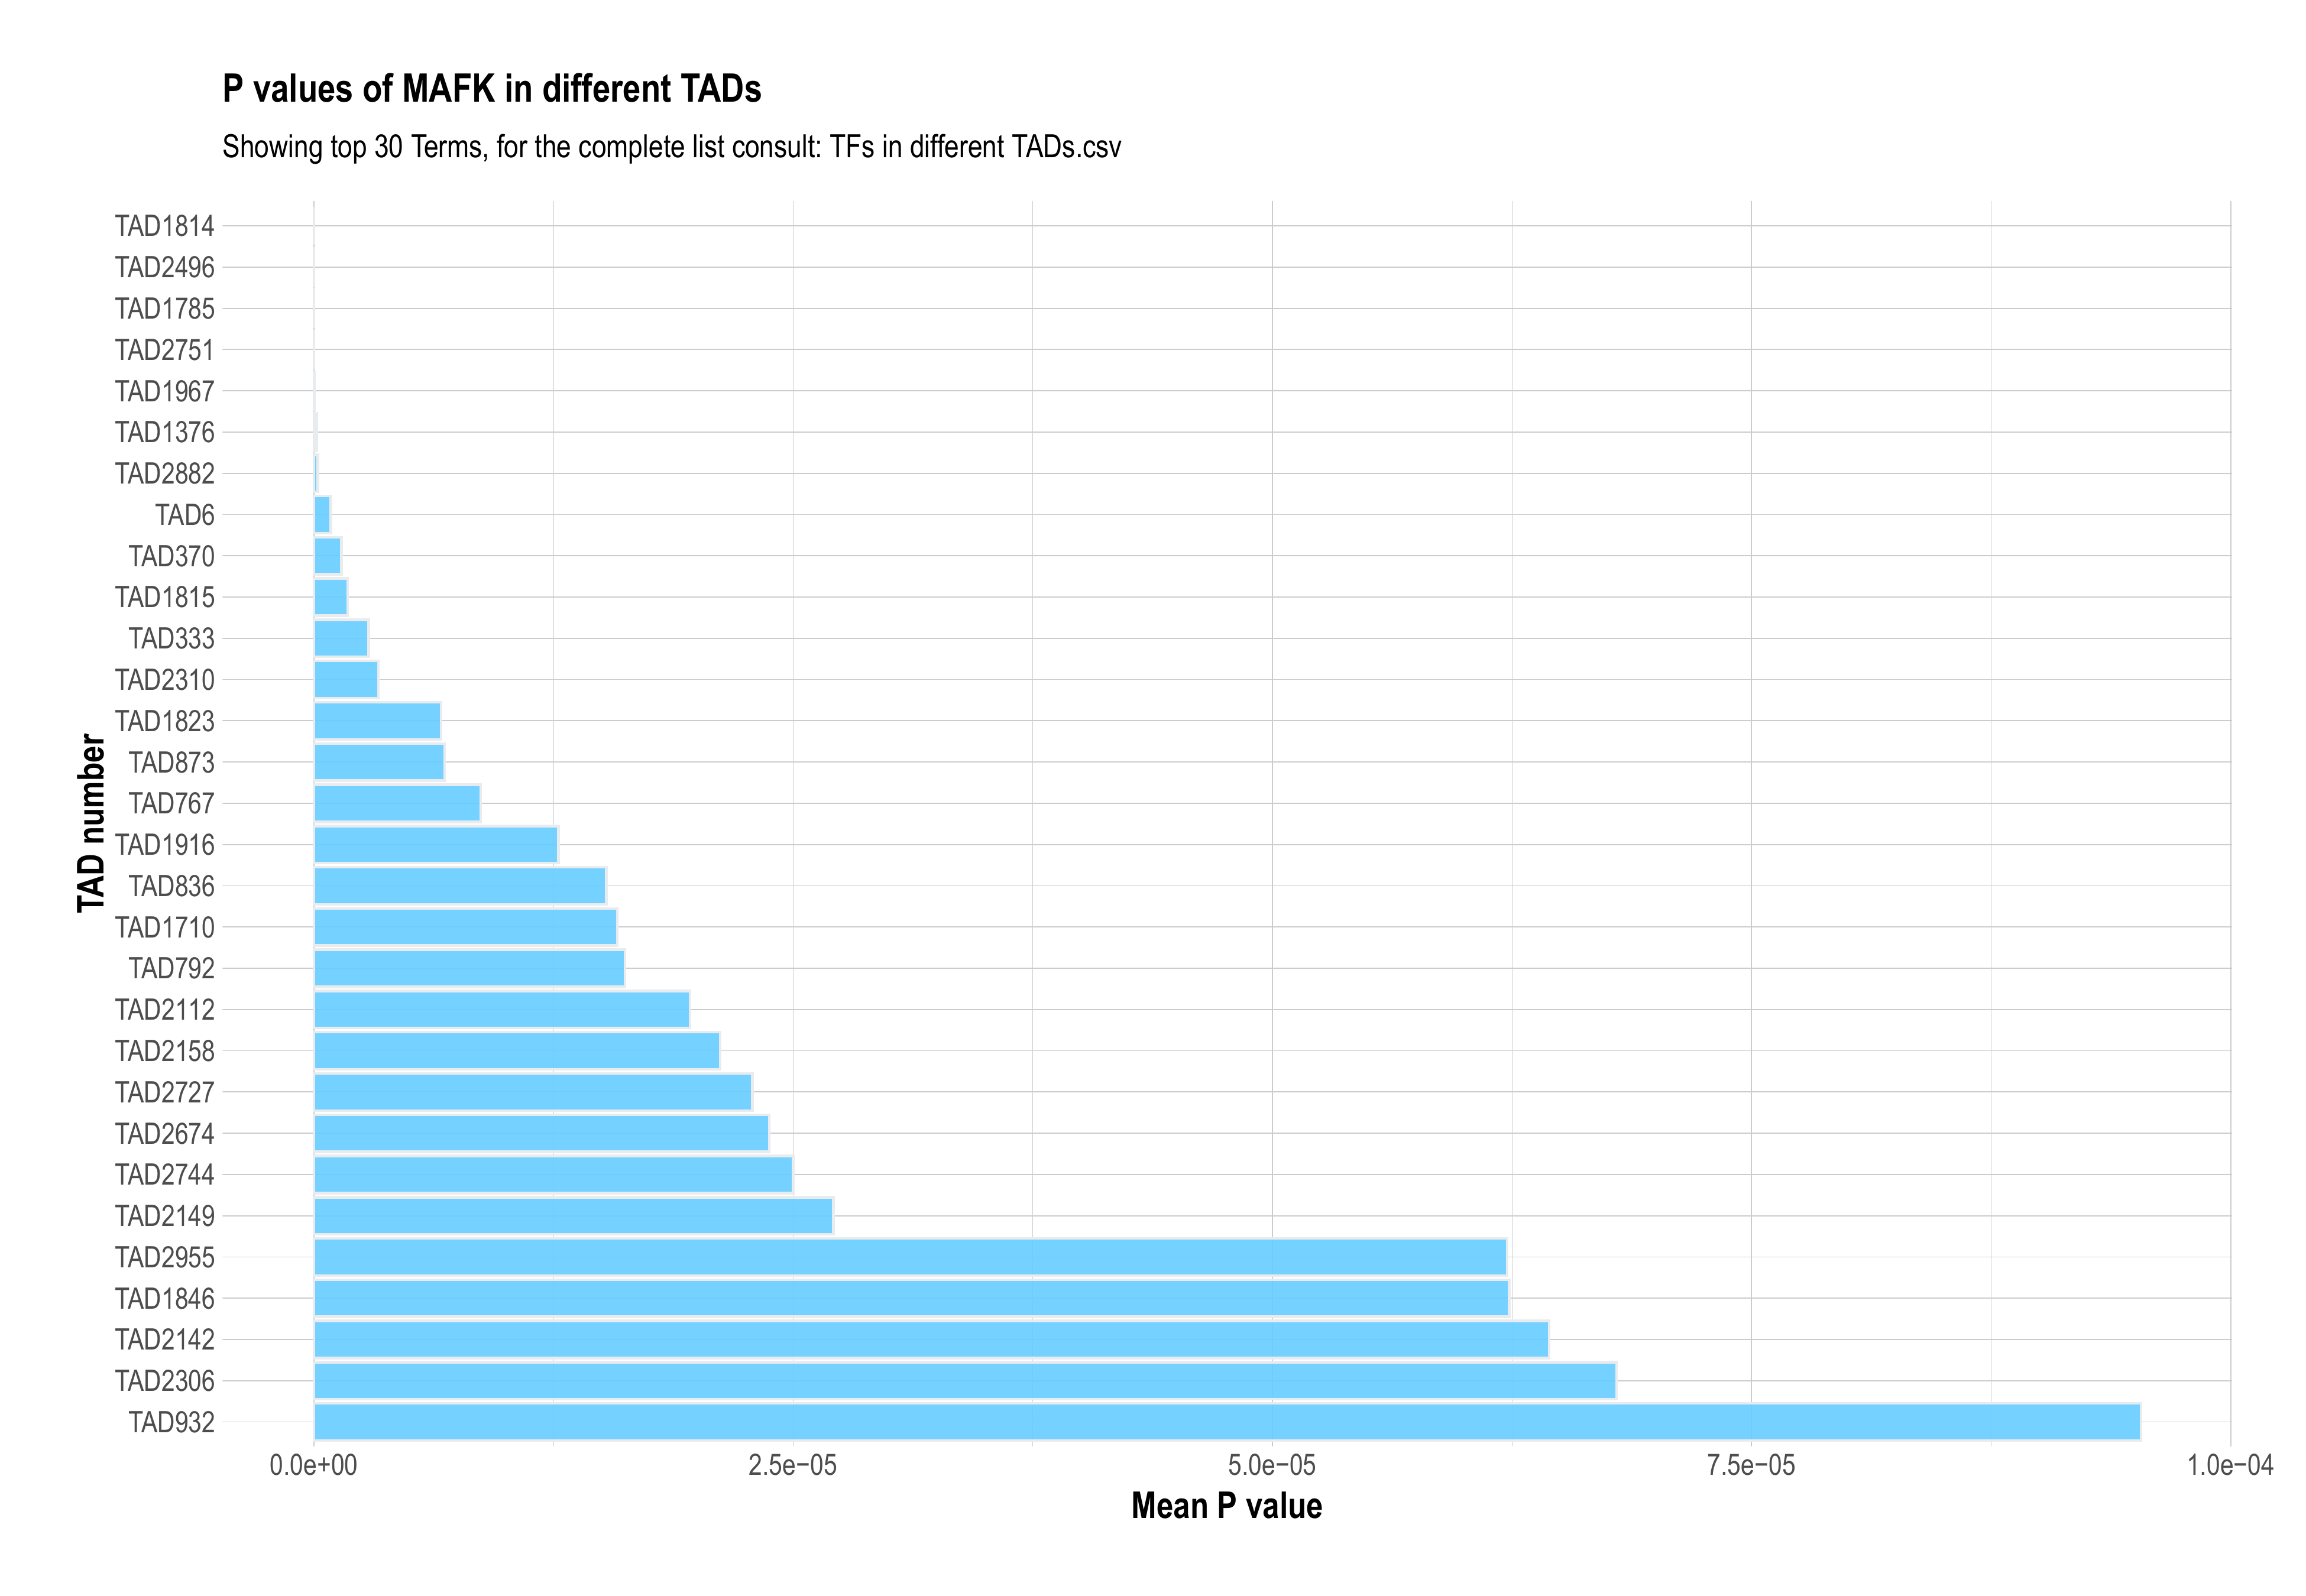 P values of MAFK in different TADs
Showing top 30 Terms, for the complete list consult: TFs in different TADs.csv
TAD number
TAD1814
TAD2496
TAD1785
TAD2751
TAD1967
TAD1376
TAD2882
TAD6
TAD370
TAD1815
TAD333
TAD2310
TAD1823
TAD873
TAD767
TAD1916
TAD836
TAD1710
TAD792
TAD2112
TAD2158
TAD2727
TAD2674
TAD2744
TAD2149
TAD2955
TAD1846
TAD2142
TAD2306
TAD932
0.0e+00 2.5e−05 5.0e−05 7.5e−05 1.0e−04
Mean P value